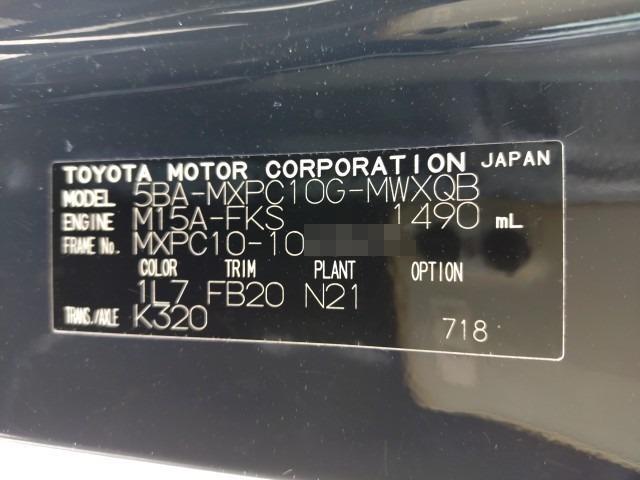 TOYOTA MOTOR CORPORATION JAPAN
MODEL 5BA-MXPC10G-MWXQB
ENGINE M15A-FKS 1490 mL
FRAME No. MXPC10-10
COLOR TRIM PLANT OPTION
1L7 FB20 N21
TRANS./AXLE K320
718